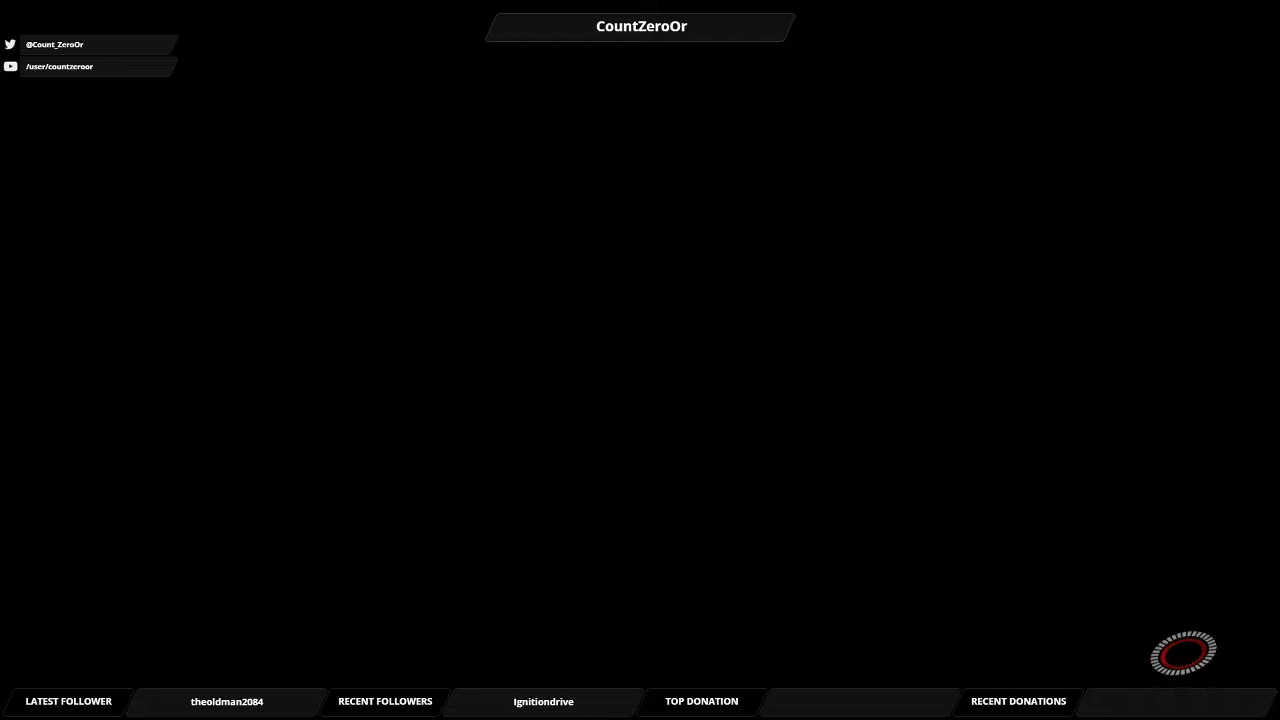 CountZeroOr
@Count_ZeroOr
/user/countzeroor
LATEST FOLLOWER theoldman2084 RECENT FOLLOWERS Ignitiondrive TOP DONATION RECENT DONATIONS